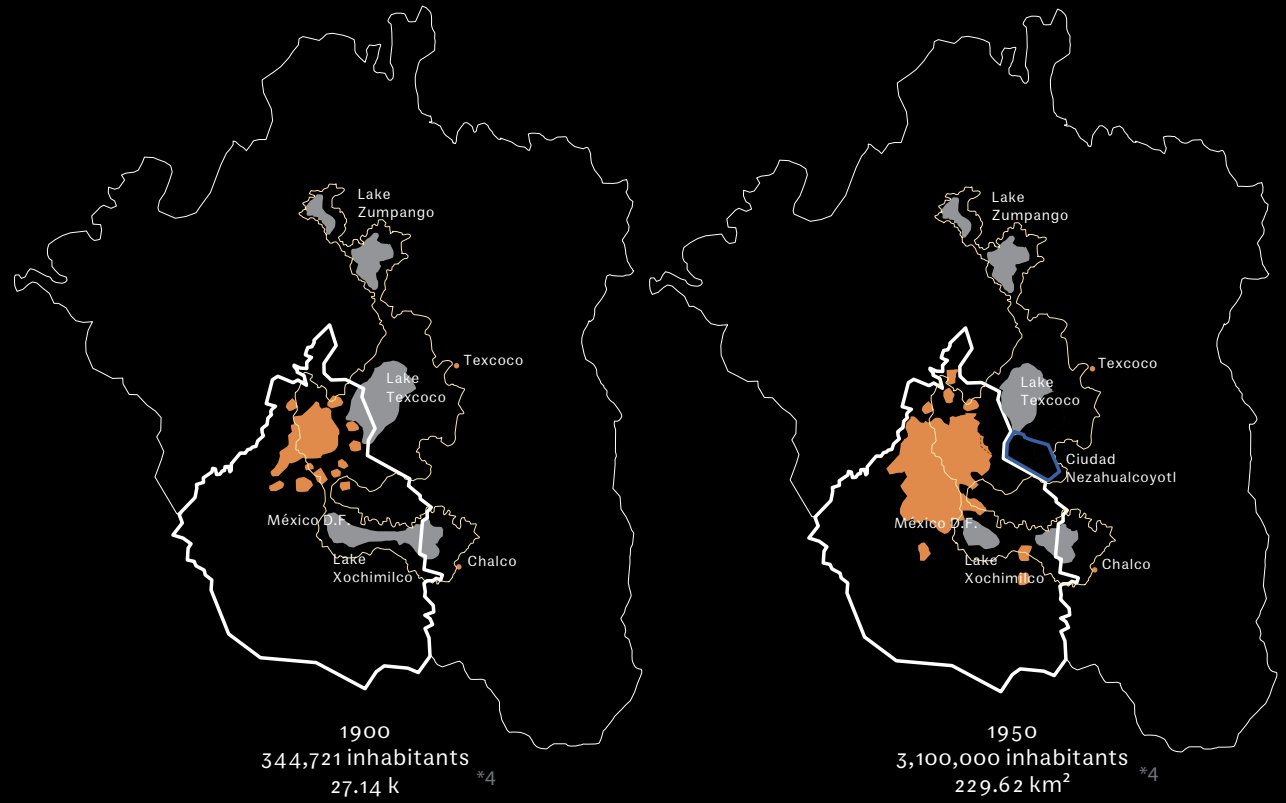 Lake
Zumpango
Texcoco
Lake
Texcoco
México D.F.
Lake
Xochimilco
Chalco
1900
344,721 inhabitants
27.14 k
*4
Lake
Zumpango
Texcoco
Lake
Texcoco
Ciudad
Nezahualcoyotl
México D.F.
Lake
Xochimilco
Chalco
1950
3,100,000 inhabitants
229.62 km²
*4